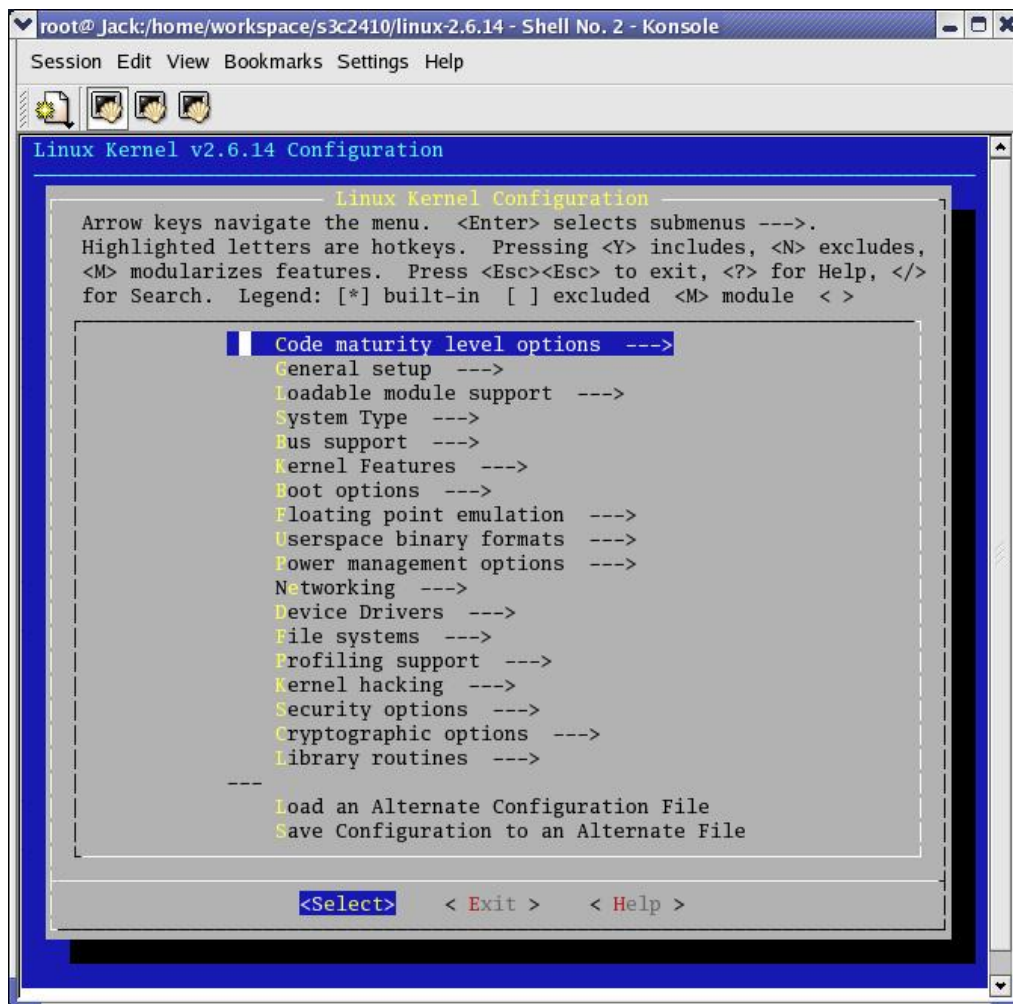 root@ Jack:/home/workspace/s3c2410/linux-2.6.14 - Shell No. 2 - Konsole
Session Edit View Bookmarks Settings Help
Linux Kernel v2.6.14 Configuration
Linux Kernel Configuration
Arrow keys navigate the menu. <Enter> selects submenus --->.
Highlighted letters are hotkeys. Pressing <Y> includes, <N> excludes,
<M> modularizes features. Press <Esc><Esc> to exit, <?> for Help, </>
for Search. Legend: [*] built-in [ ] excluded <M> module < >
Code maturity level options --->
General setup --->
Loadable module support --->
System Type --->
Bus support --->
Kernel Features --->
Boot options --->
Floating point emulation --->
Userspace binary formats --->
Power management options --->
Networking --->
Device Drivers --->
File systems --->
Profiling support --->
Kernel hacking --->
Security options --->
Cryptographic options --->
Library routines --->
---
Load an Alternate Configuration File
Save Configuration to an Alternate File
<Select> < Exit > < Help >